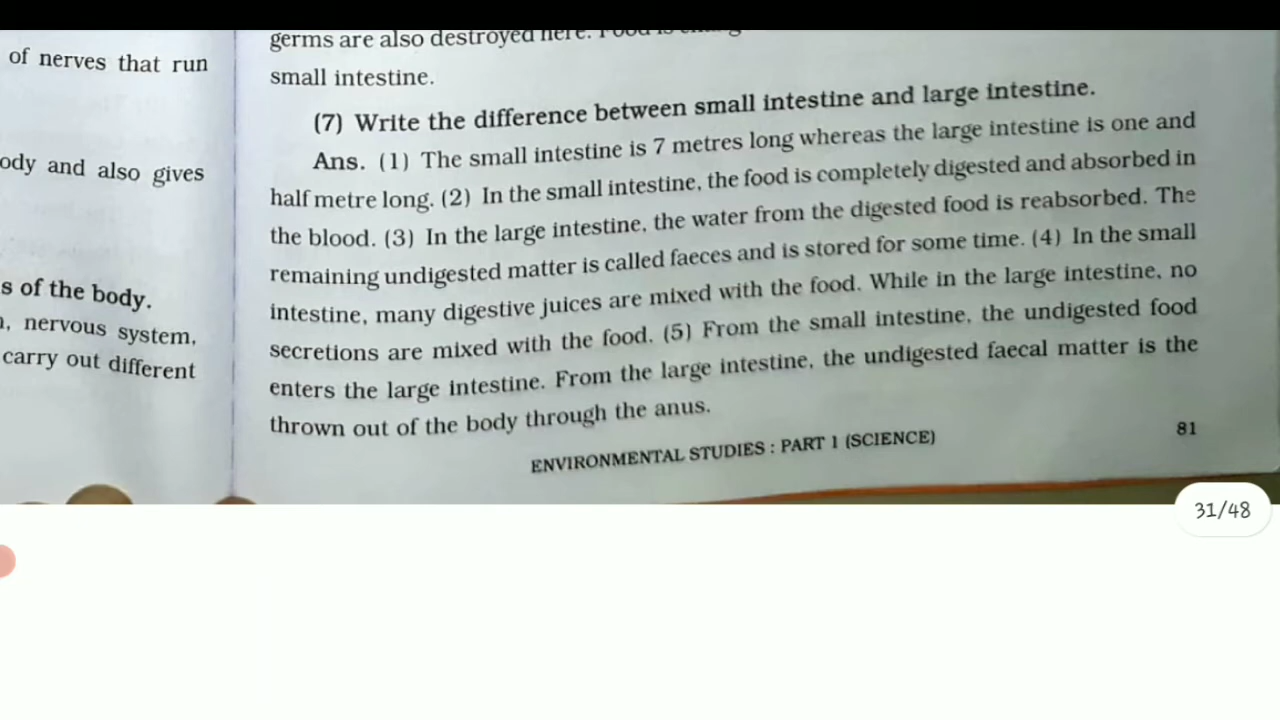 of nerves that run
ody and also gives
s of the body.
, nervous system,
carry out different
germs are also destroyed here. Food is
small intestine.
(7) Write the difference between small intestine and large intestine.
Ans. (1) The small intestine is 7 metres long whereas the large intestine is one and
half metre long. (2) In the small intestine, the food is completely digested and absorbed in
the blood. (3) In the large intestine, the water from the digested food is reabsorbed. The
remaining undigested matter is called faeces and is stored for some time. (4) In the small
intestine, many digestive juices are mixed with the food. While in the large intestine, no
secretions are mixed with the food. (5) From the small intestine, the undigested food
enters the large intestine. From the large intestine, the undigested faecal matter is the
thrown out of the body through the anus.
ENVIRONMENTAL STUDIES : PART 1 (SCIENCE)
81
31/48